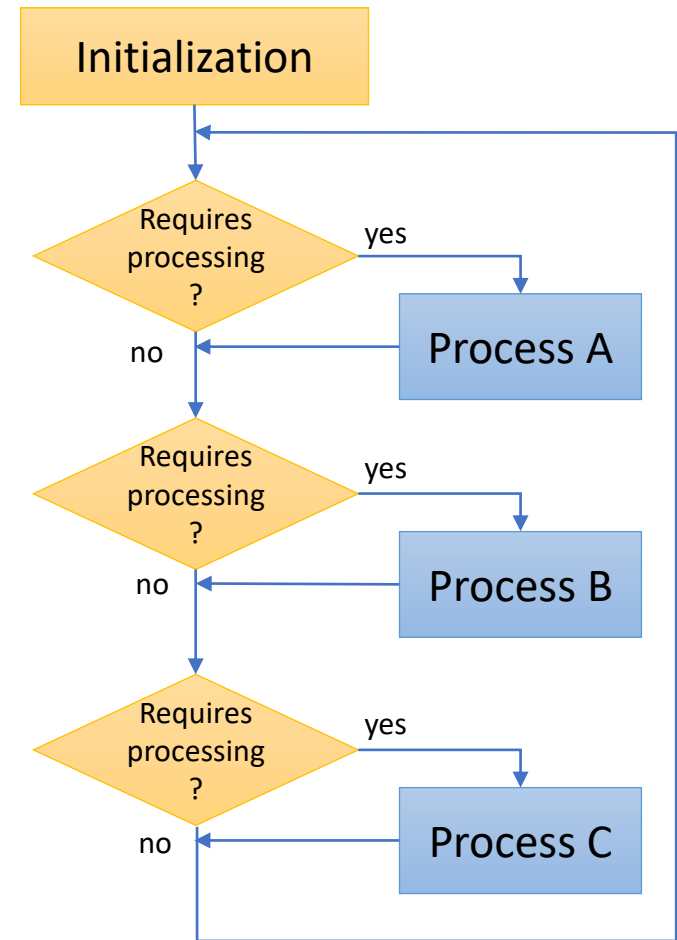 Initialization
Requires
processing
?
yes
Process A
no
Requires
processing
?
yes
Process B
no
Requires
processing
?
yes
Process C
no